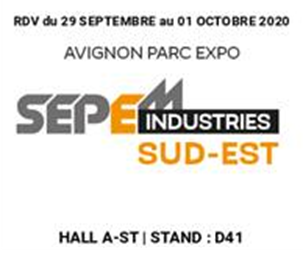 RDV du 29 SEPTEMBRE au 01 OCTOBRE 2020
AVIGNON PARC EXPO
SEPEM INDUSTRIES
SUD-EST
HALL A-ST | STAND : D41